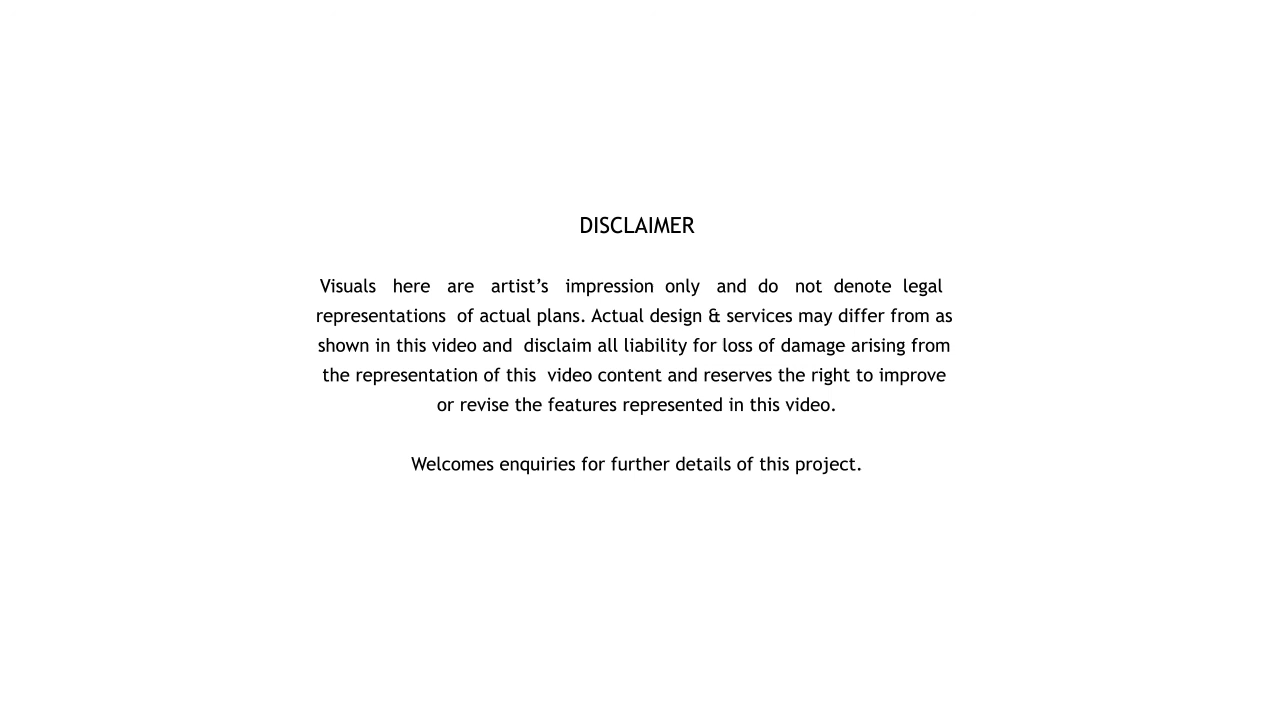 DISCLAIMER
Visuals here are artist’s impression only and do not denote legal
representations of actual plans. Actual design & services may differ from as
shown in this video and disclaim all liability for loss of damage arising from
the representation of this video content and reserves the right to improve
or revise the features represented in this video.
Welcomes enquiries for further details of this project.